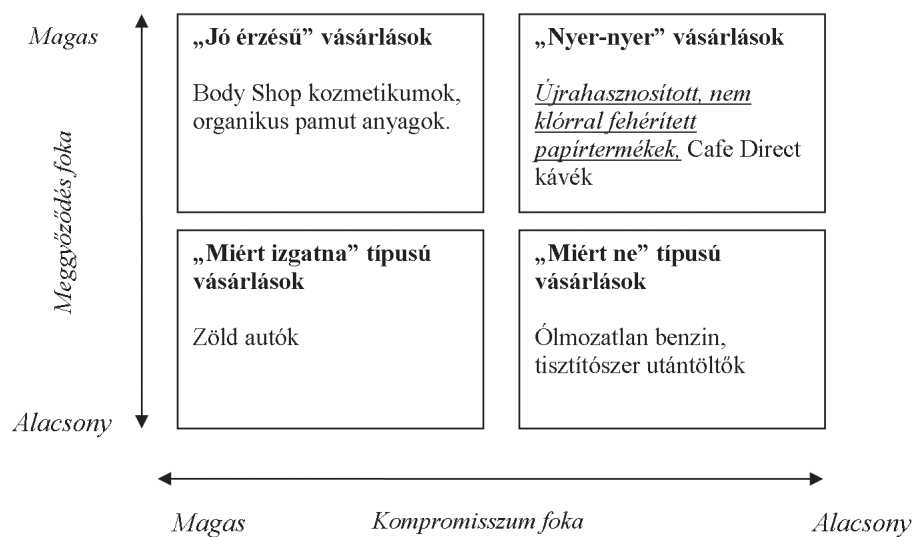 Magas
„Jó érzésű” vásárlások
Body Shop kozmetikumok,
organikus pamut anyagok.
„Nyer-nyer” vásárlások
Újrahasznosított, nem
klórral fehérített
papírtermékek, Cafe Direct
kávék
Meggyőződés foka
„Miért izgatna” típusú
vásárlások
Zöld autók
„Miért ne” típusú
vásárlások
Ólmozatlan benzin,
tisztítószer utántöltők
Alacsony
Magas
Kompromisszum foka
Alacsony